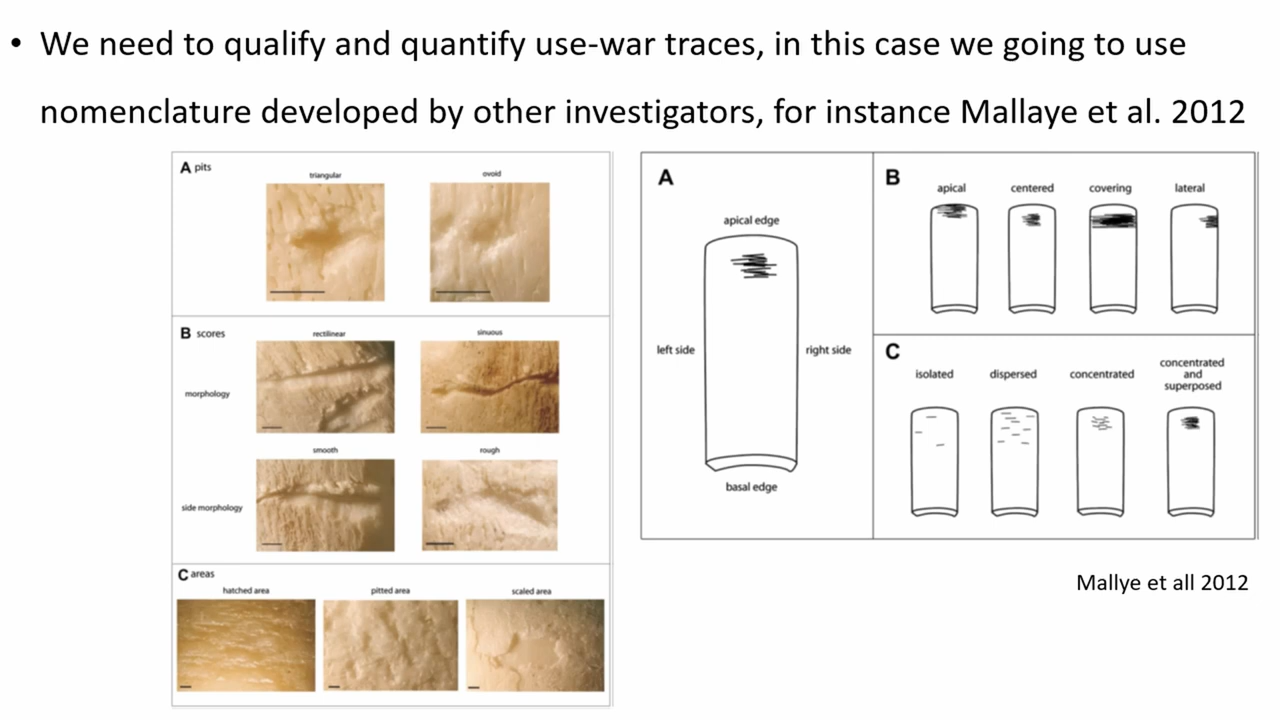 • We need to qualify and quantify use-war traces, in this case we going to use
nomenclature developed by other investigators, for instance Mallaye et al. 2012
A pits
triangular
ovoid
B scores
rectilinear
sinuous
morphology
smooth
rough
side morphology
C areas
hatched area
pitted area
scaled area
A
apical edge
left side
right side
basal edge
B
apical
centered
covering
lateral
C
isolated
dispersed
concentrated
concentrated
and
superposed
Mallye et all 2012